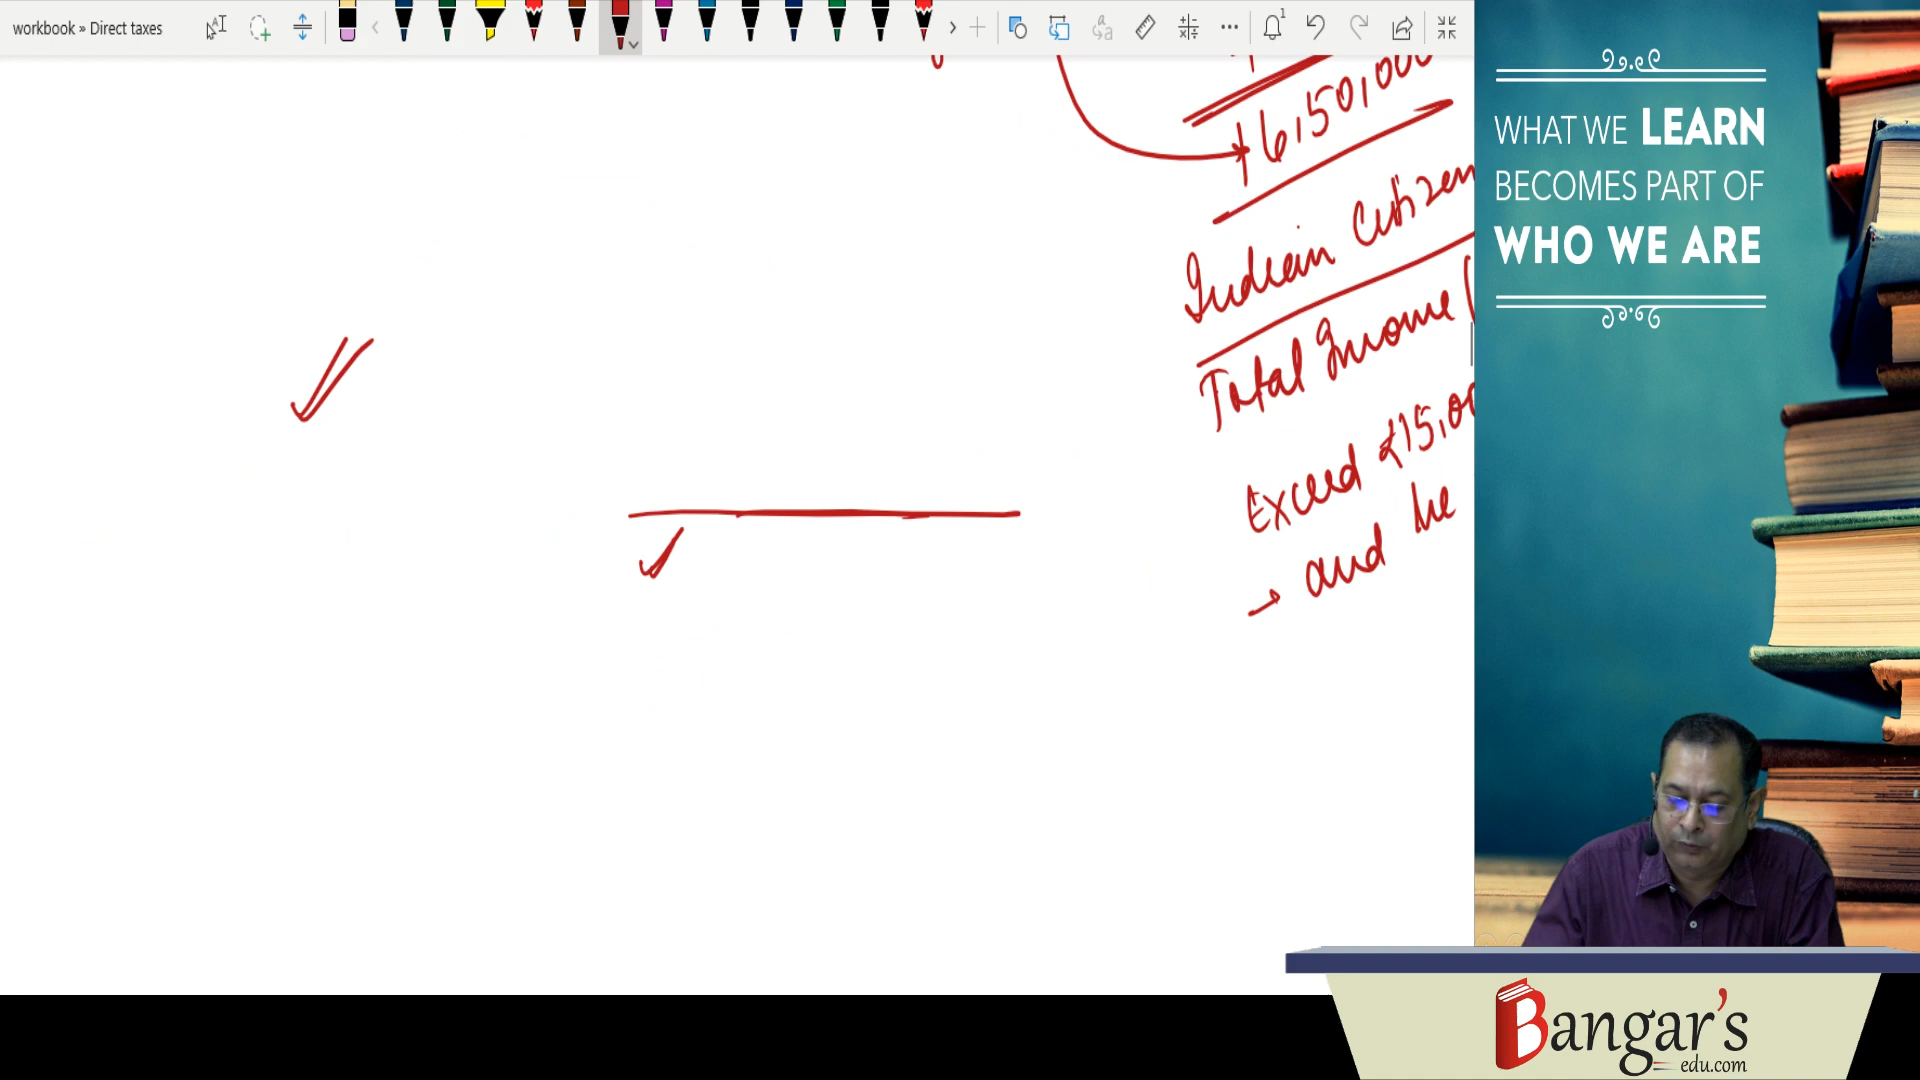 workbook » Direct taxes
₹6,50,000
Indian Citizen
Total Income (
Exceed ₹15,00
→ and he
WHAT WE LEARN
BECOMES PART OF
WHO WE ARE
Bangar's
edu.com